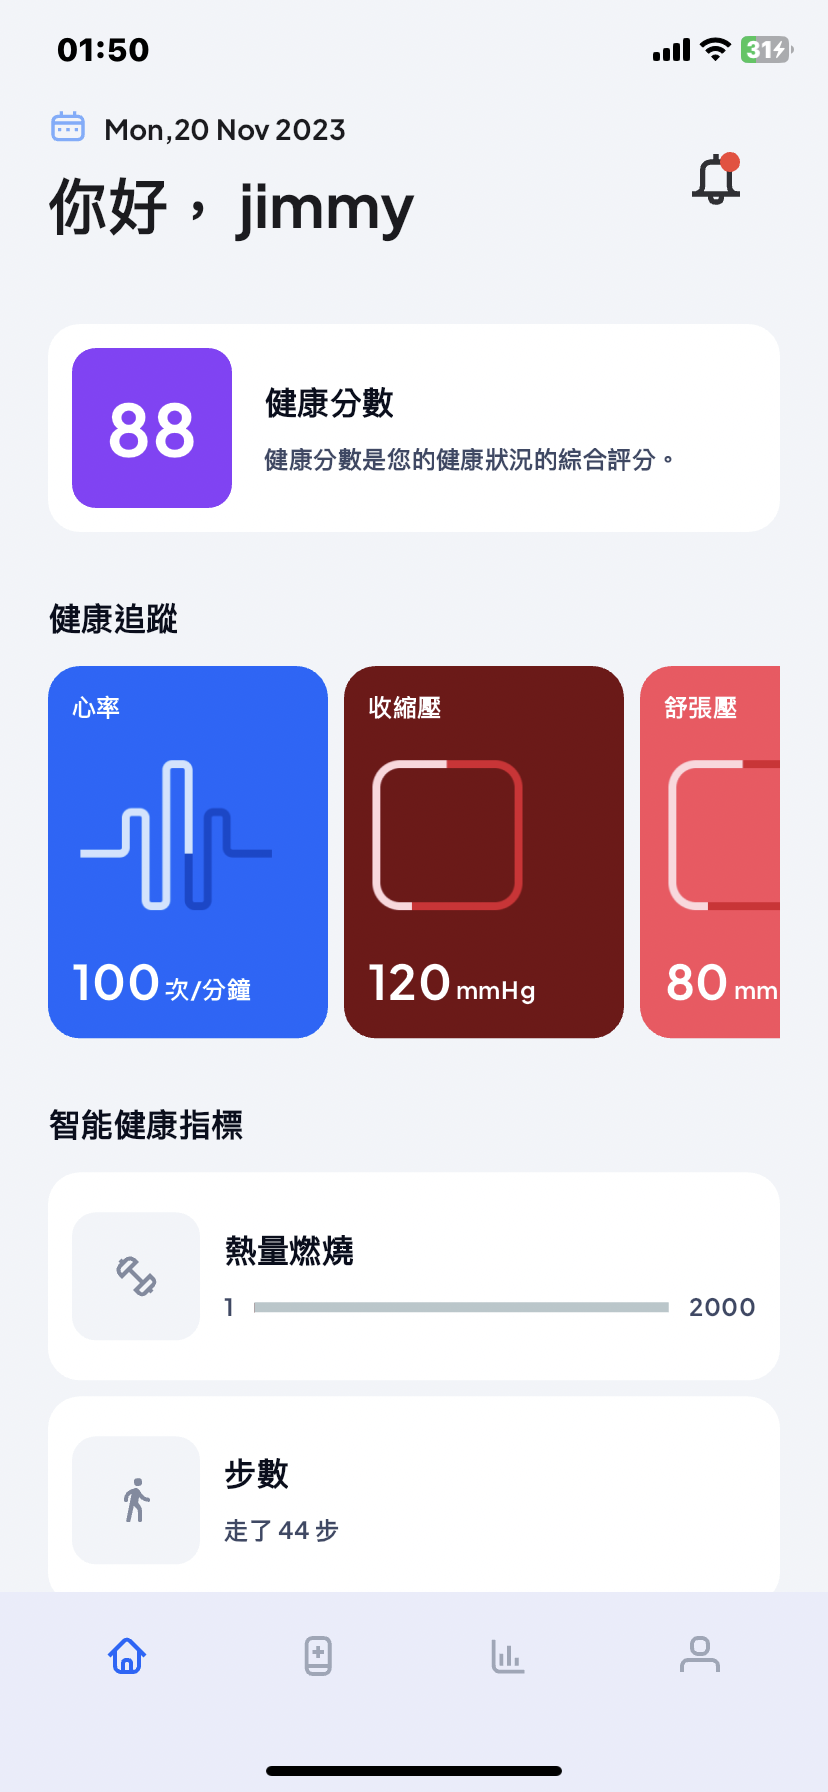 01:50
31
Mon,20 Nov 2023
你好， jimmy
88
健康分數
健康分數是您的健康狀況的綜合評分。
健康追蹤
心率
收縮壓
舒張壓
100 次/分鐘
120 mmHg
80 mm
智能健康指標
熱量燃燒
1
2000
步數
走了 44 步